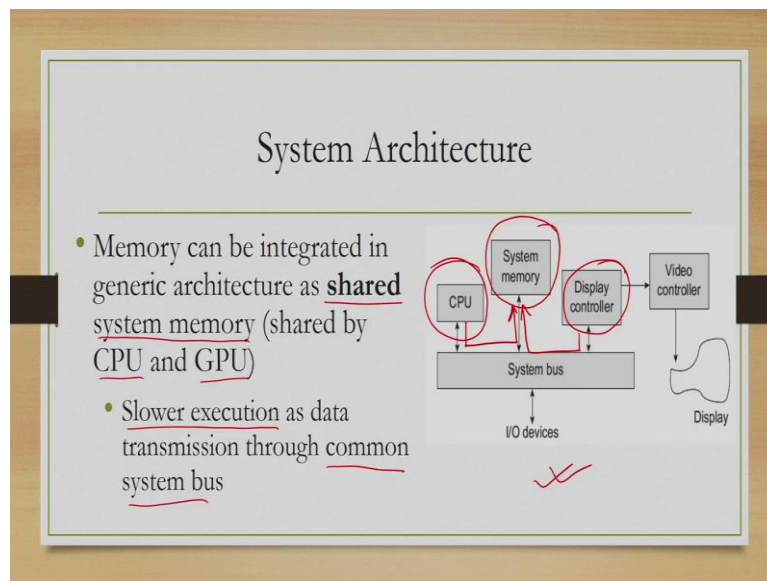 System Architecture
• Memory can be integrated in
generic architecture as shared
system memory (shared by
CPU and GPU)
• Slower execution as data
transmission through common
system bus
System
memory
CPU
Display
controller
Video
controller
System bus
Display
I/O devices